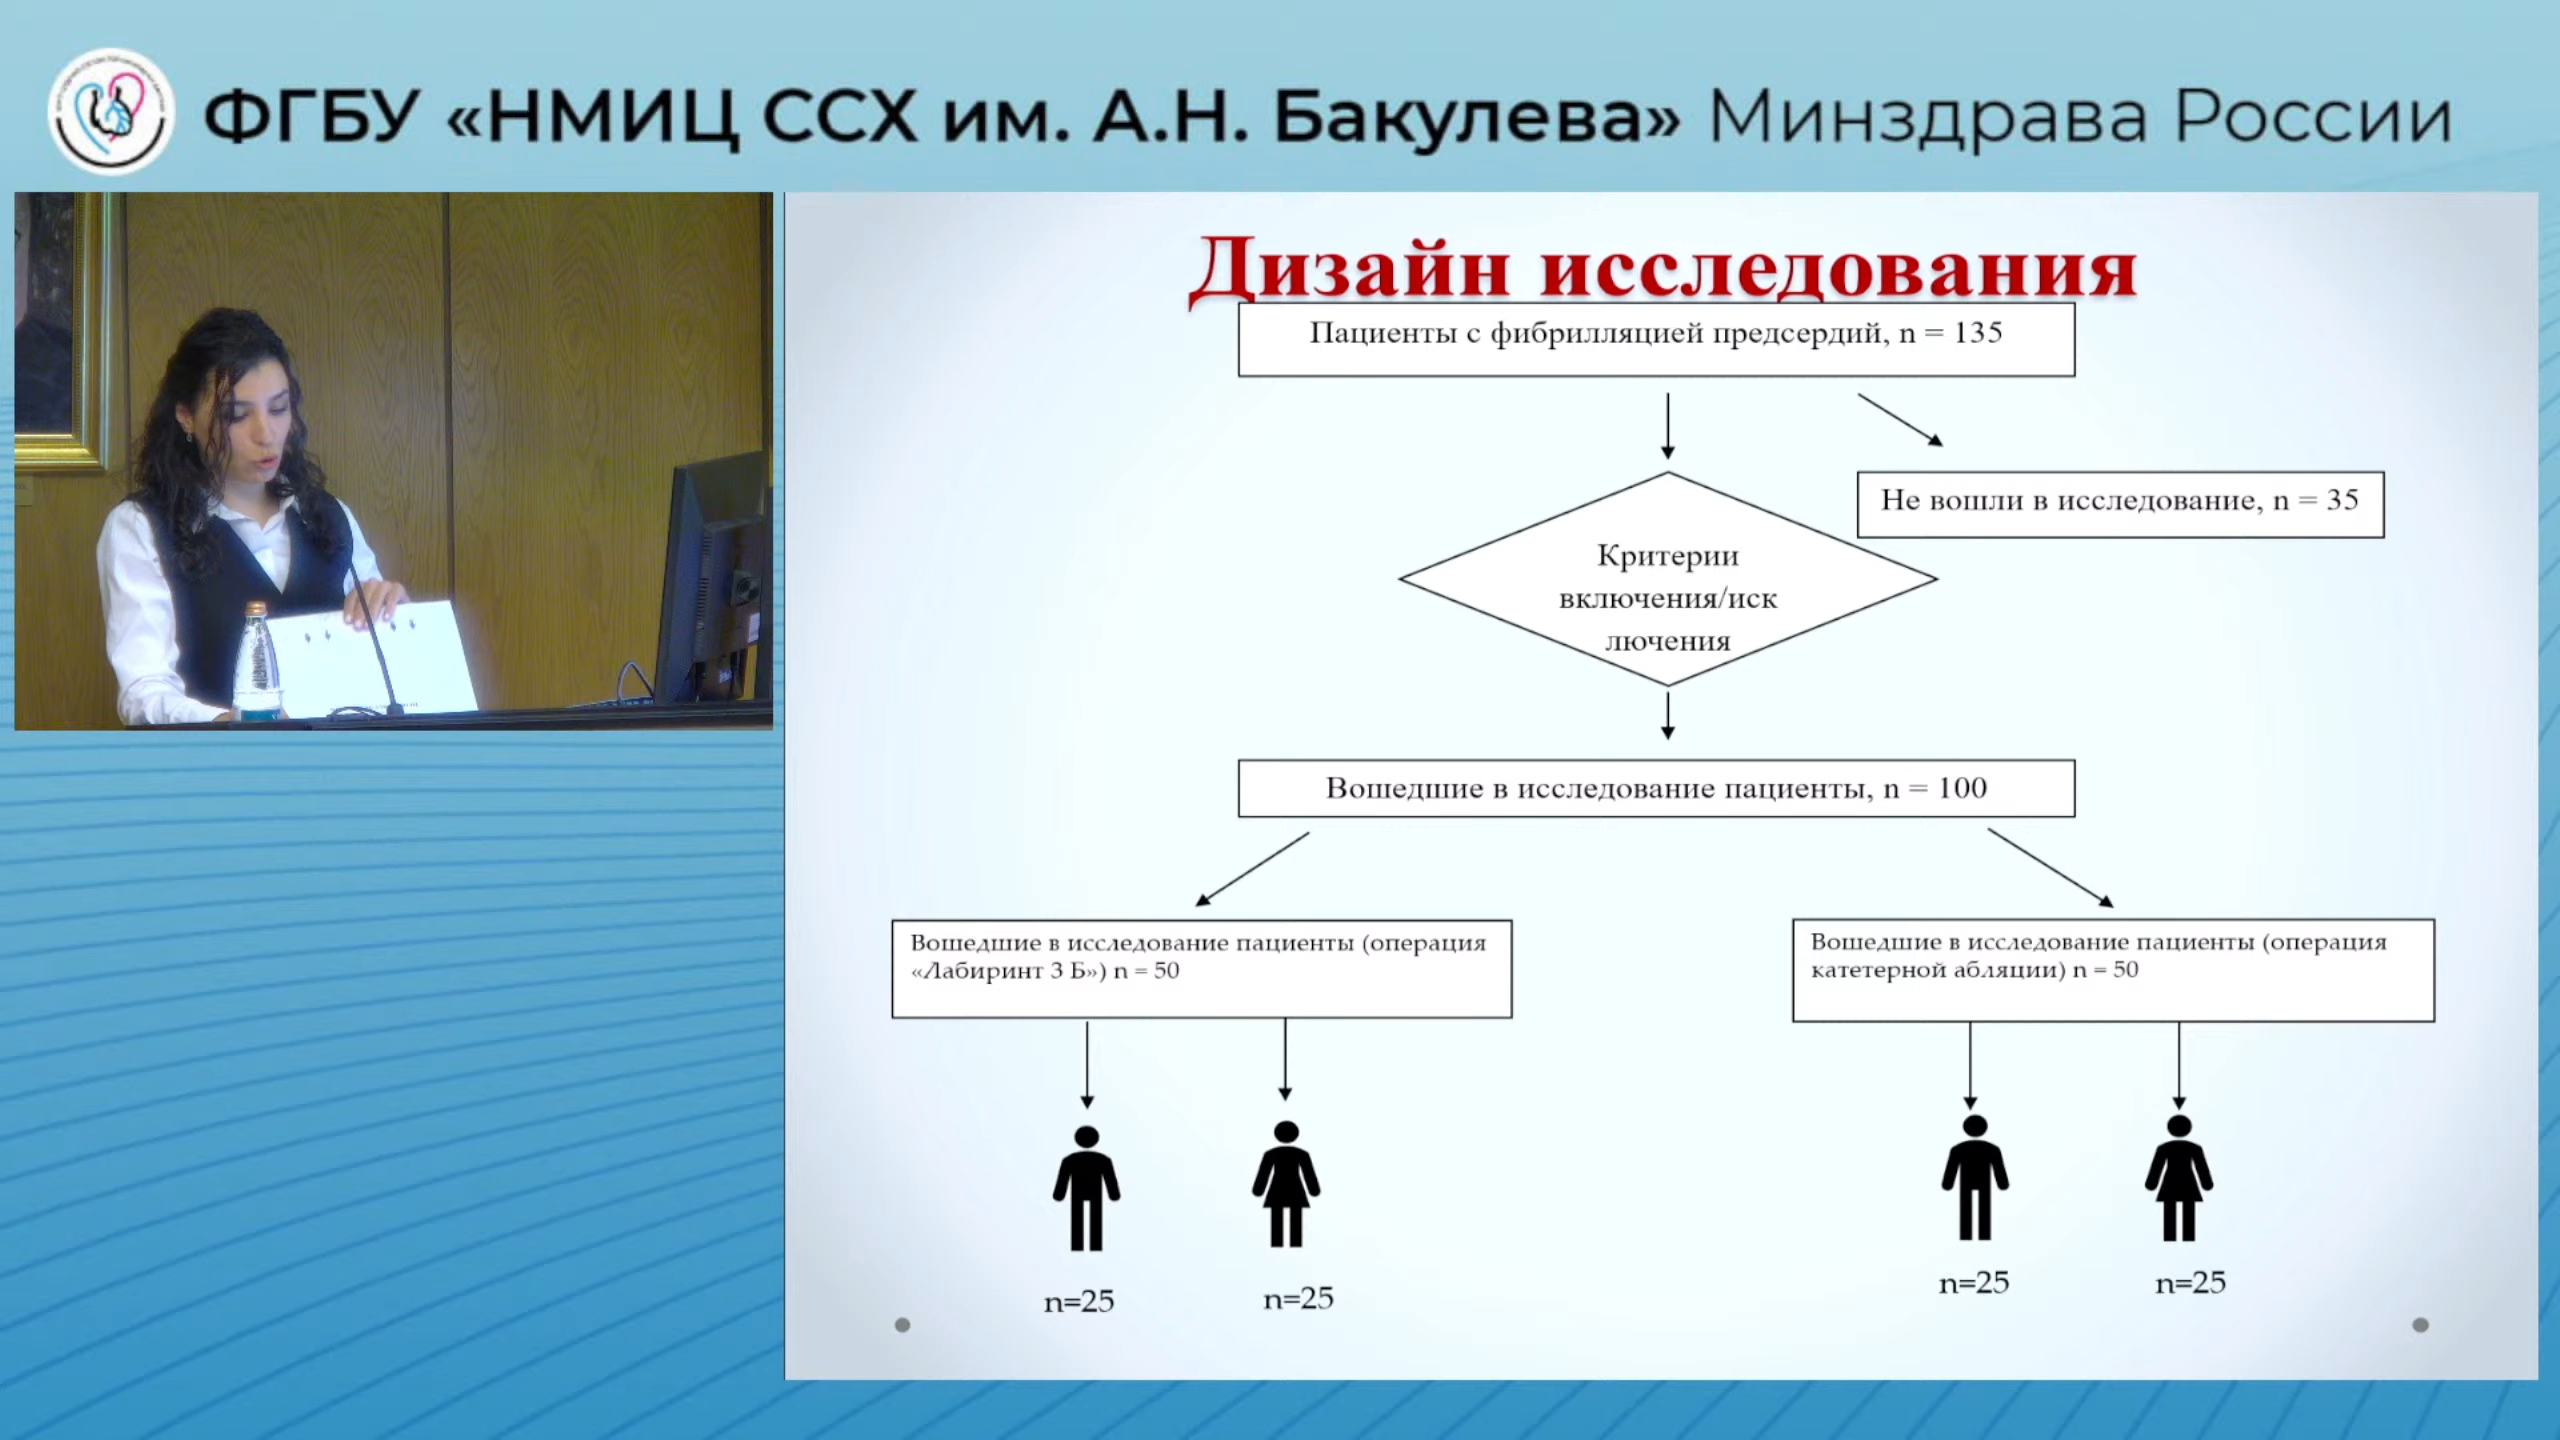 ФГБУ «НМИЦ ССХ им. А.Н. Бакулева» Минздрава России
Дизайн исследования
Пациенты с фибрилляцией предсердий, n = 135
Не вошли в исследование, n = 35
Критерии
включения/иск
лючения
Вошедшие в исследование пациенты, n = 100
Вошедшие в исследование пациенты (операция
«Лабиринт 3 Б») n = 50
Вошедшие в исследование пациенты (операция
катетерной абляции) n = 50
n=25
n=25
n=25
n=25